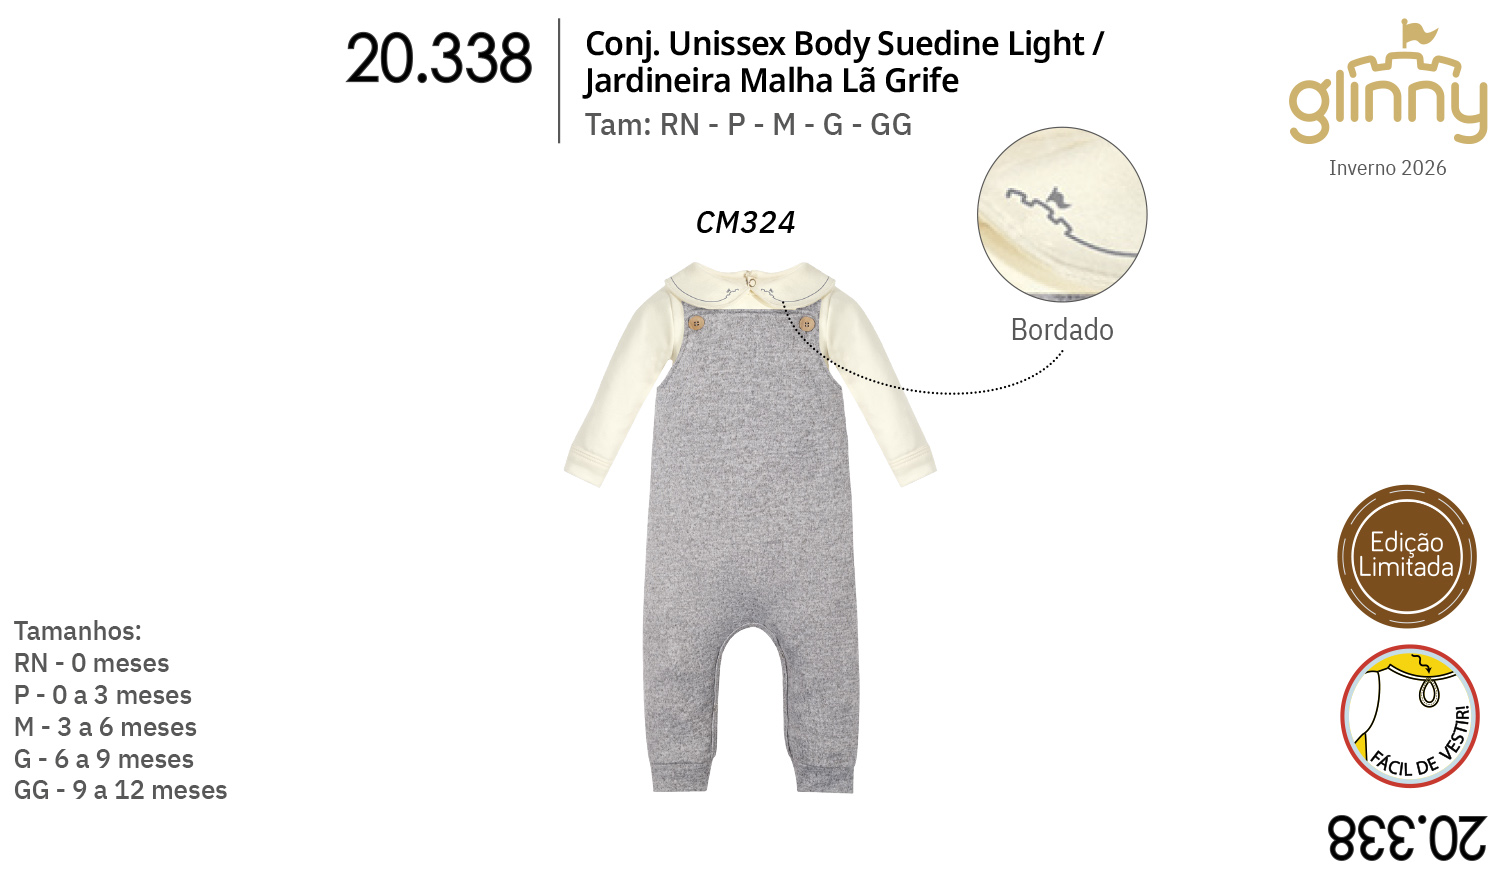 20.338
Conj. Unissex Body Suedine Light /
Jardineira Malha Lã Grife
Tam: RN - P - M - G - GG
glinny
Inverno 2026
CM324
Bordado
Edição
Limitada
Tamanhos:
RN - 0 meses
P - 0 a 3 meses
M - 3 a 6 meses
G - 6 a 9 meses
GG - 9 a 12 meses
FÁCIL DE VESTIR!
20.338